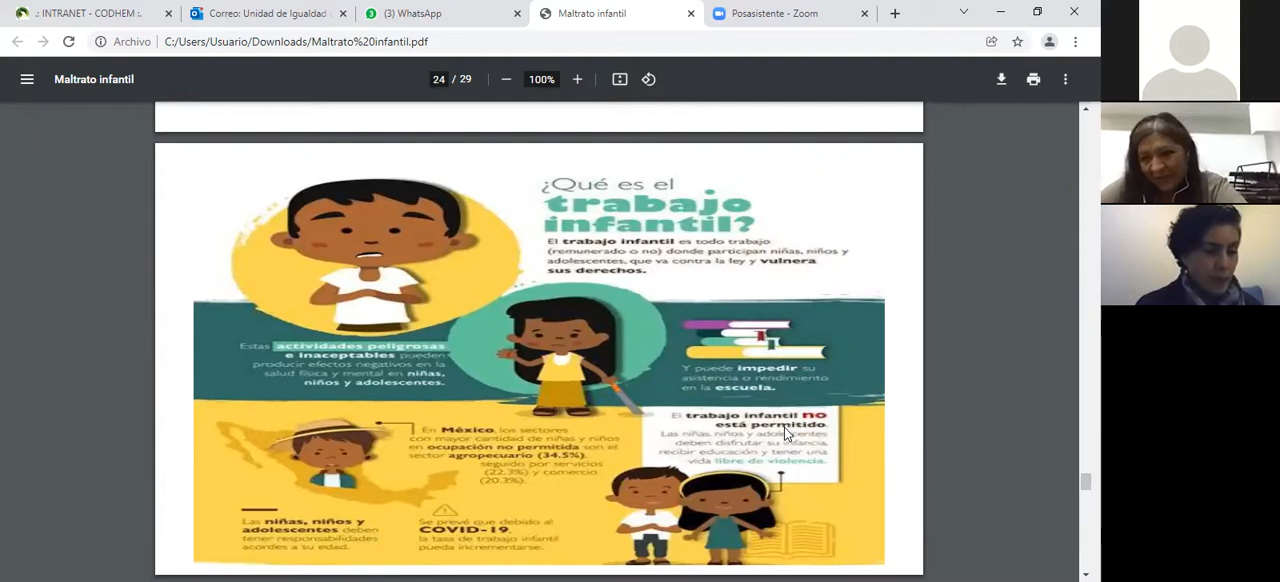 .: INTRANET - CODHEM :.
Correo: Unidad de Igualdad
(3) WhatsApp
Maltrato infantil
Posasistente - Zoom
Archivo
C:/Users/Usuario/Downloads/Maltrato%20infantil.pdf
Maltrato infantil
24 / 29
100%
¿Qué es el
trabajo
infantil?
El trabajo infantil es todo trabajo
(remunerado o no) donde participan niñas, niños y
adolescentes, que va contra la ley y vulnera
sus derechos.
Estas actividades peligrosas
e inaceptables pueden
producir efectos negativos en la
salud física y mental en niñas,
niños y adolescentes.
Y puede impedir su
asistencia o rendimiento
en la escuela.
El trabajo infantil no
está permitido.
Las niñas, niños y adolescentes
deben disfrutar su infancia,
recibir educación y tener una
vida libre de violencia.
En México, los sectores
con mayor cantidad de niñas y niños
en ocupación no permitida son el
sector agropecuario (34.5%),
seguido por servicios
(22.3%) y comercio
(20.3%).
Las niñas, niños y
adolescentes deben
tener responsabilidades
acordes a su edad.
Se prevé que debido al
COVID-19,
la tasa de trabajo infantil
pueda incrementarse.